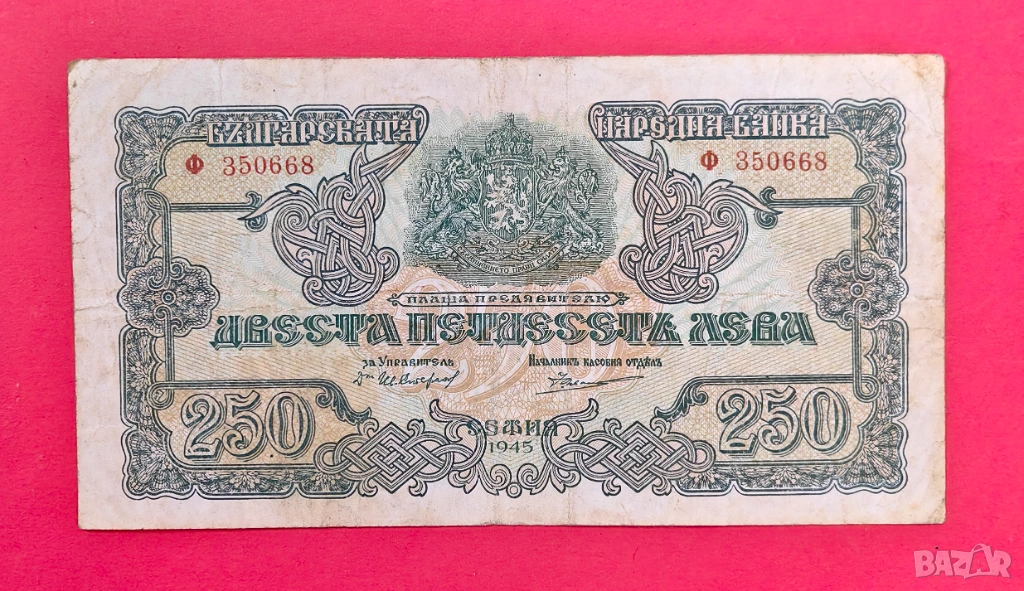 БЪЛГАРСКАТА НАРОДНА БАНКА
Ф 350668 Ф 350668
ПЛАЩА ПРЕДЯВИТЕЛЮ
ДВЕСТА ПЕТДЕСЕТЬ ЛЕВА
за Управитель Началникъ касовия отдѣлъ
250 250
СОФИЯ
1945
BAZAR